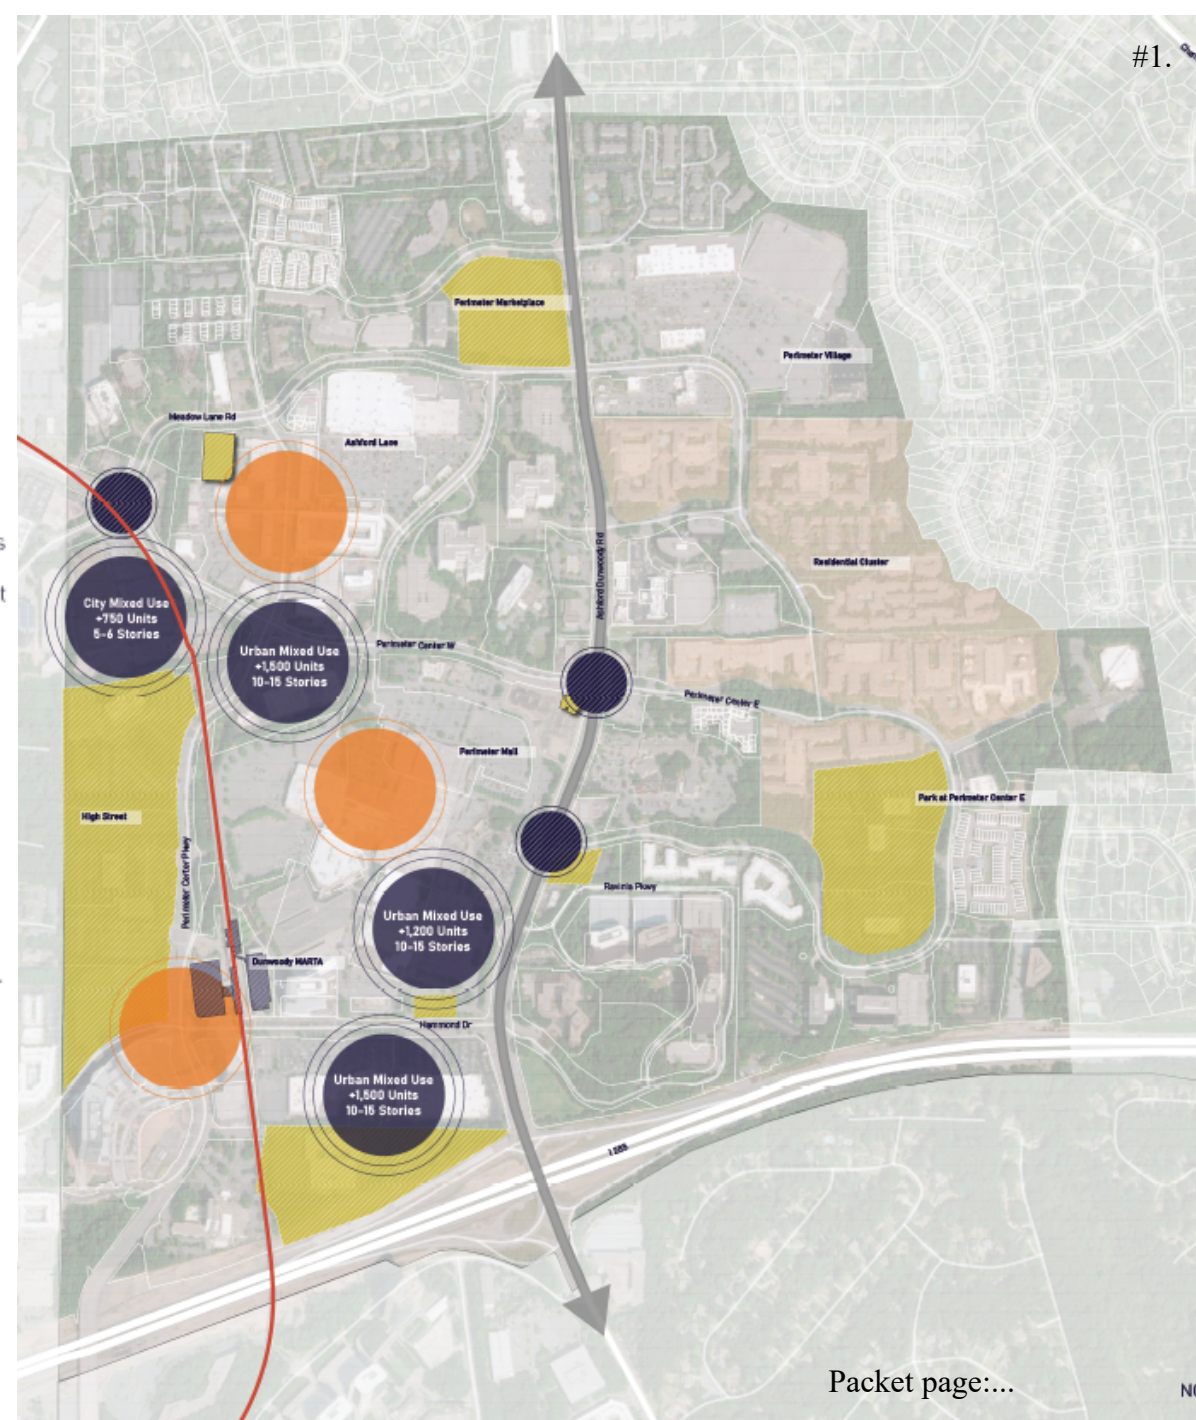 #1.
Perimeter Marketplace
Perimeter Village
Meadow Lane Rd
Ashford Lane
s
Ashford Dunwoody Rd
Residential Cluster
t
City Mixed Use
+750 Units
5-6 Stories
Urban Mixed Use
+1,500 Units
10-15 Stories
Perimeter Center W
Perimeter Center E
Perimeter Mall
Park at Perimeter Center E
High Street
Perimeter Center Pkwy
Ravinia Pkwy
Urban Mixed Use
+1,200 Units
10-15 Stories
Dunwoody MARTA
Hammond Dr
Urban Mixed Use
+1,500 Units
10-15 Stories
I 285
Packet page:...